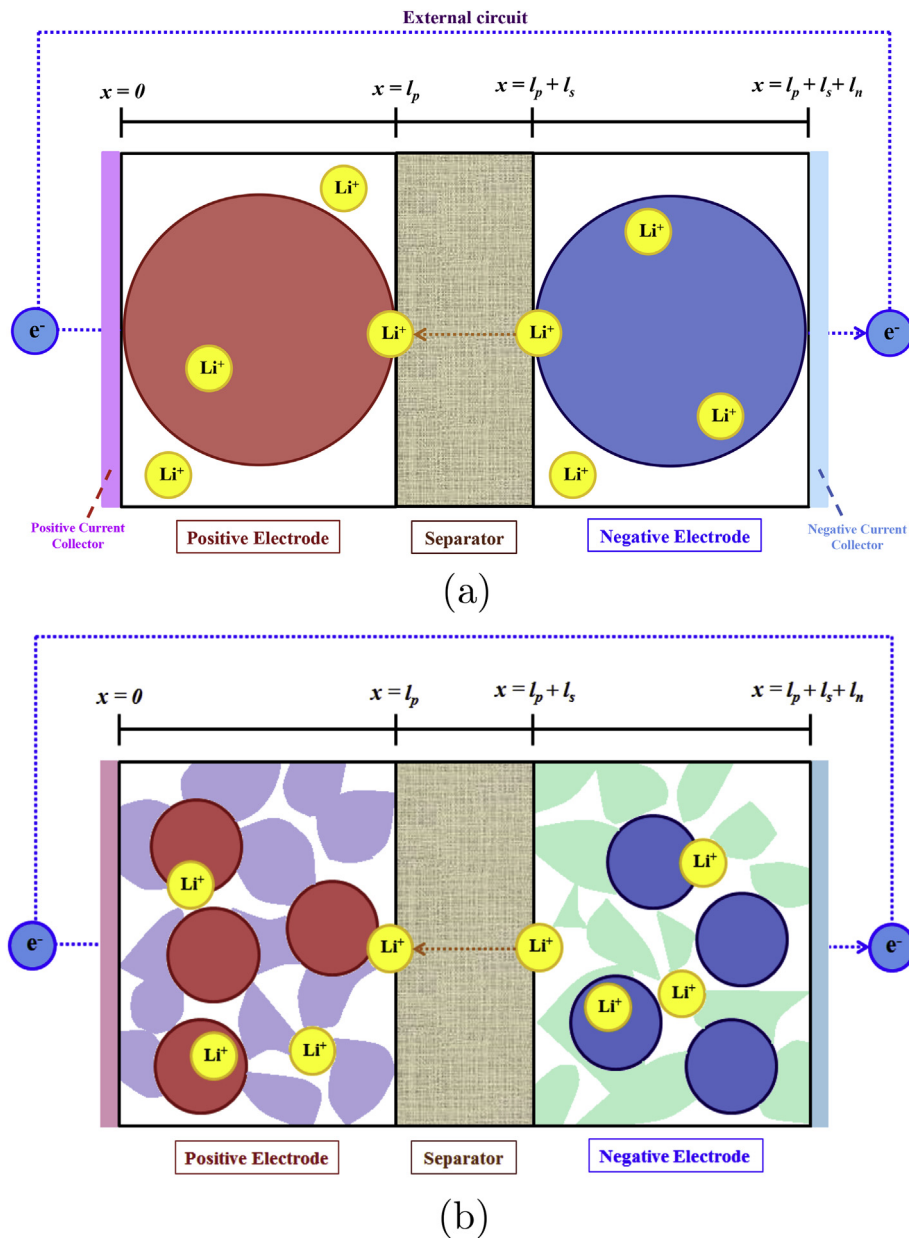 External circuit
x = 0
x = l_p
x = l_p + l_s
x = l_p + l_s + l_n
Li⁺
Li⁺
e⁻
Li⁺
Li⁺
e⁻
Li⁺
Li⁺
Li⁺
Li⁺
Positive Current
Collector
Positive Electrode
Separator
Negative Electrode
Negative Current
Collector
(a)
x = 0
x = l_p
x = l_p + l_s
x = l_p + l_s + l_n
Li⁺
Li⁺
e⁻
Li⁺
Li⁺
e⁻
Li⁺
Li⁺
Li⁺
Li⁺
Positive Electrode
Separator
Negative Electrode
(b)